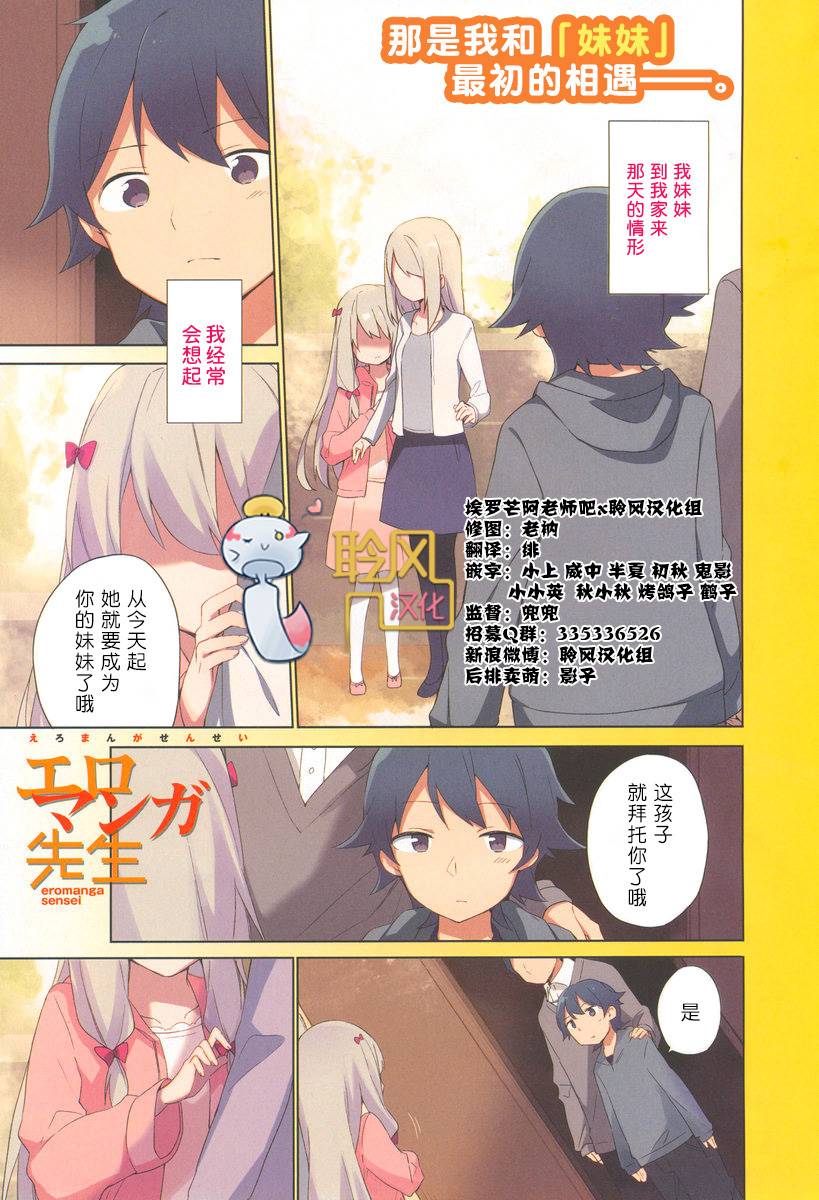 那是我和「妹妹」
最初的相遇——。
我妹妹
到我家来
那天的情形
我经常
会想起
从今天起
她就要成为
你的妹妹了哦
埃罗芒阿老师吧x聆风汉化组
修图：老衲
翻译：绯
嵌字：小上 威中 半夏 初秋 鬼影
小小荚 秋小秋 烤鸽子 鹤子
监督：兜兜
招募Q群：335336526
新浪微博：聆风汉化组
后排卖萌：影子
聆风
汉化
えろまんがせんせい
エロ
マンガ
先生
eromanga
sensei
这孩子
就拜托你了哦
是